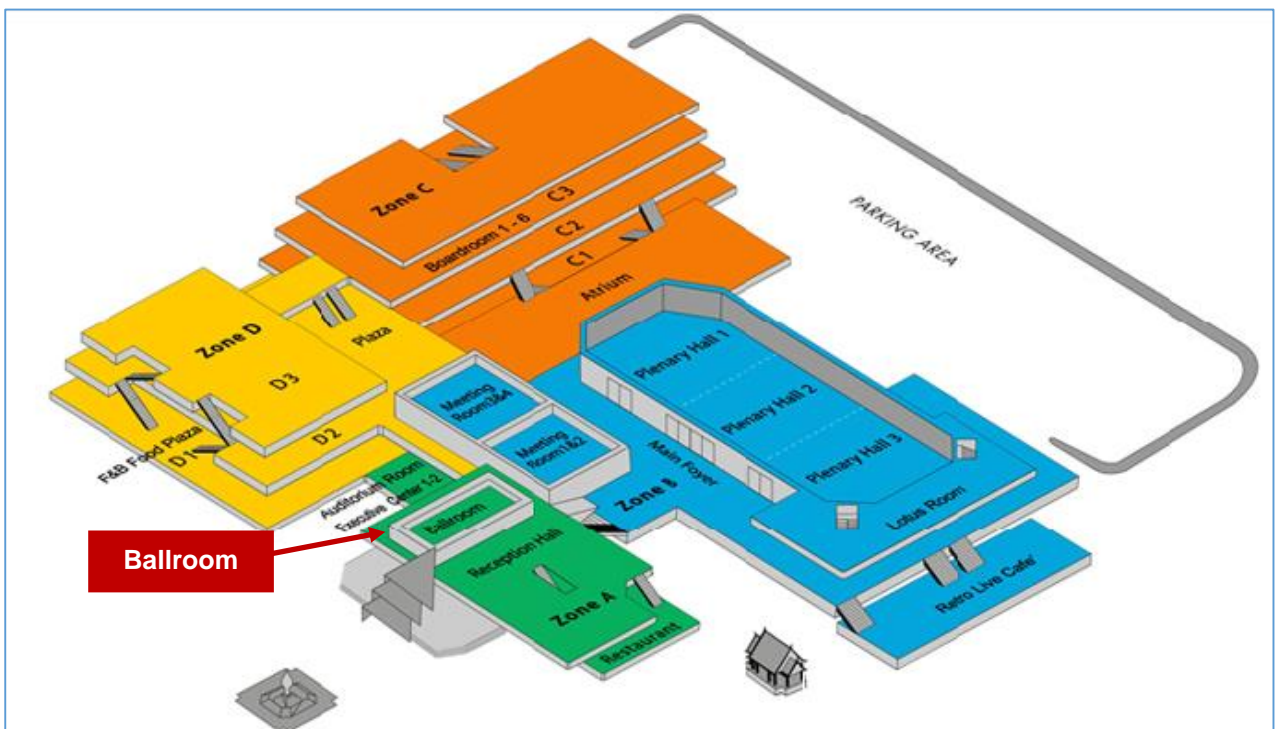 Zone C
C3
Boardroom 1 - 6
C2
C1
Atrium
PARKING AREA
Zone D
D3
Plaza
D2
D1
F&B Food Plaza
Meeting
Room3&4
Meeting
Room1&2
Plenary Hall 1
Plenary Hall 2
Plenary Hall 3
Main Foyer
Zone B
Lotus Room
Retro Live Cafe'
Auditorium Room
Executive Center 1-2
Ballroom
Ballroom
Reception Hall
Zone A
Restaurant